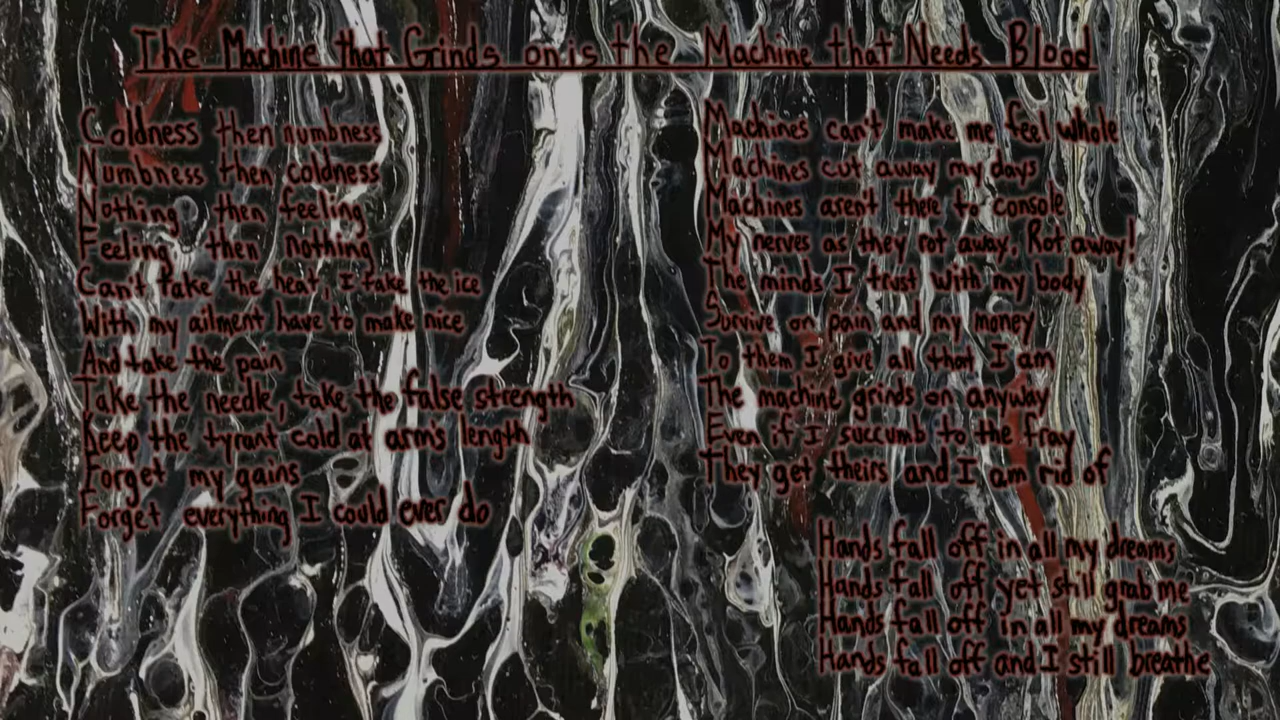 The Machine that Grinds on is the Machine that Needs Blood
Coldness then numbness
Numbness then coldness
Nothing then feeling
Feeling then nothing
Can't take the heat, I take the ice
With my ailment have to make nice
And take the pain
Take the needle, take the false strength
Keep the tyrant cold at arm's length
Forget my gains
Forget everything I could ever do
Machines can't make me feel whole
Machines cut away my days
Machines aren't there to console
My nerves as they rot away, Rot away!
The minds I trust with my body
Survive on pain and my money
To them I give all that I am
The machine grinds on anyway
Even if I succumb to the fray
They get theirs and I am rid of
Hands fall off in all my dreams
Hands fall off yet still grab me
Hands fall off in all my dreams
Hands fall off and I still breathe